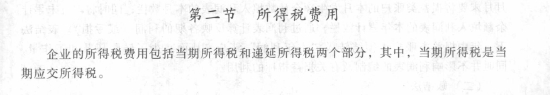 第二节 所得税费用
企业的所得税费用包括当期所得税和递延所得税两个部分，其中，当期所得税是当
期应交所得税。